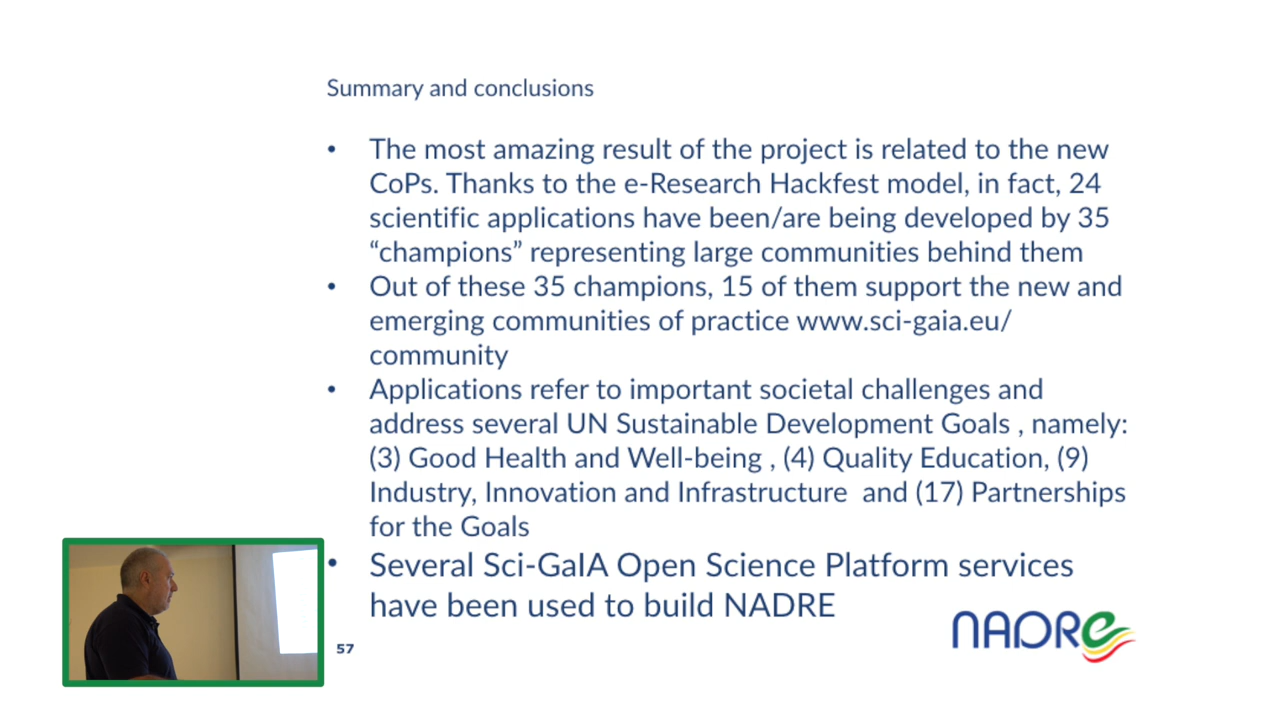 Summary and conclusions
• The most amazing result of the project is related to the new
CoPs. Thanks to the e-Research Hackfest model, in fact, 24
scientific applications have been/are being developed by 35
“champions” representing large communities behind them
• Out of these 35 champions, 15 of them support the new and
emerging communities of practice www.sci-gaia.eu/
community
• Applications refer to important societal challenges and
address several UN Sustainable Development Goals , namely:
(3) Good Health and Well-being , (4) Quality Education, (9)
Industry, Innovation and Infrastructure  and (17) Partnerships
for the Goals
• Several Sci-GaIA Open Science Platform services
have been used to build NADRE
NADRe
57